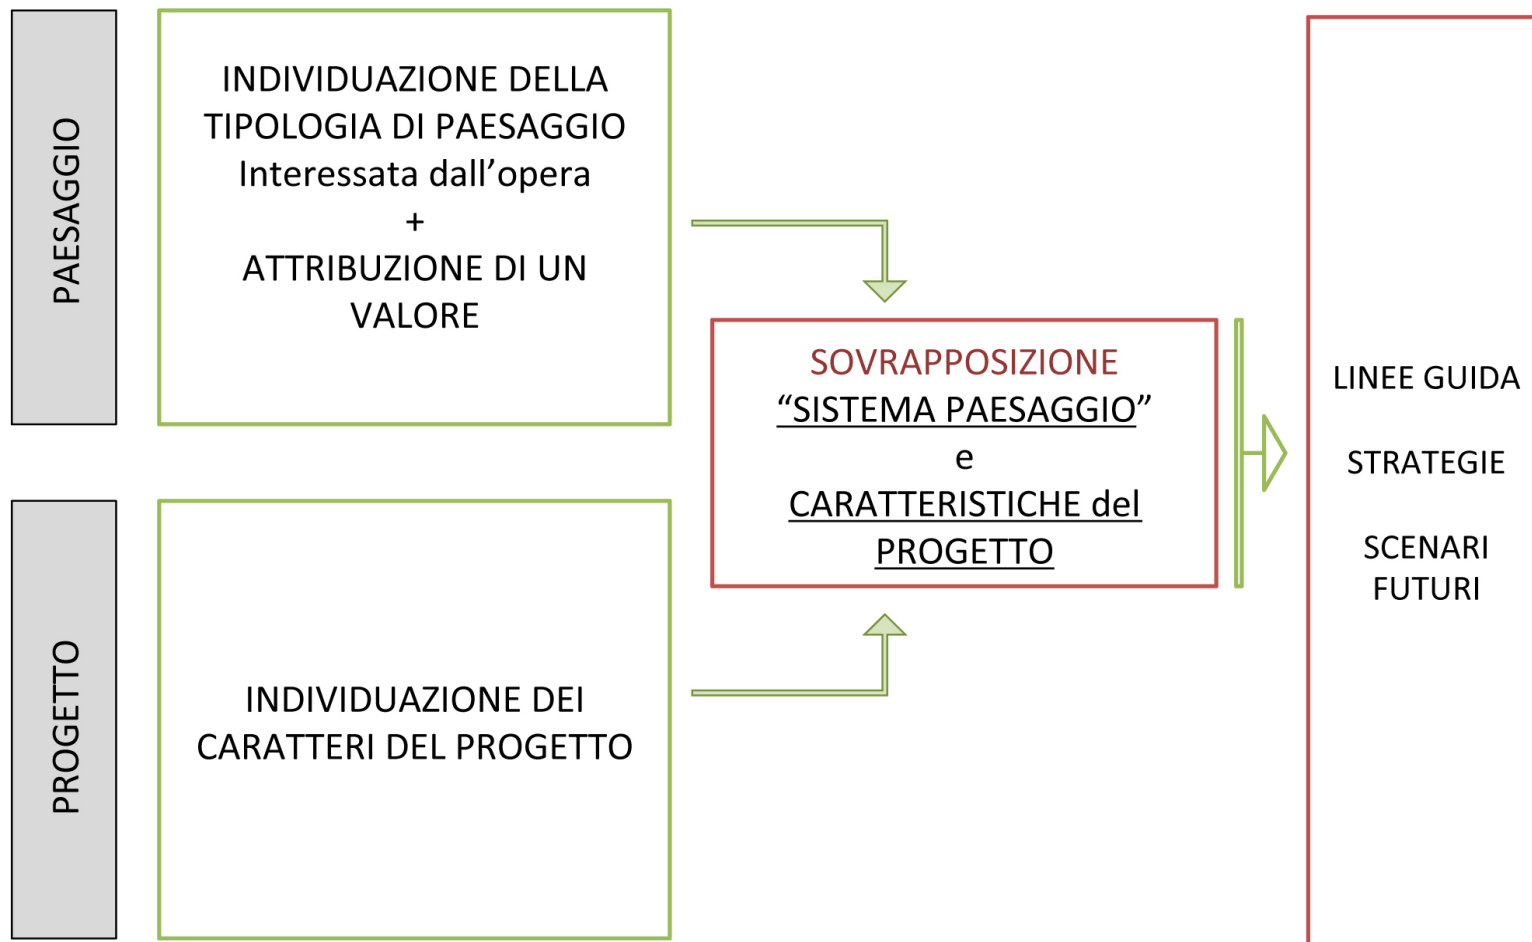 PAESAGGIO
INDIVIDUAZIONE DELLA
TIPOLOGIA DI PAESAGGIO
Interessata dall’opera
+
ATTRIBUZIONE DI UN
VALORE
PROGETTO
INDIVIDUAZIONE DEI
CARATTERI DEL PROGETTO
SOVRAPPOSIZIONE
“SISTEMA PAESAGGIO”
e
CARATTERISTICHE del
PROGETTO
LINEE GUIDA
STRATEGIE
SCENARI
FUTURI